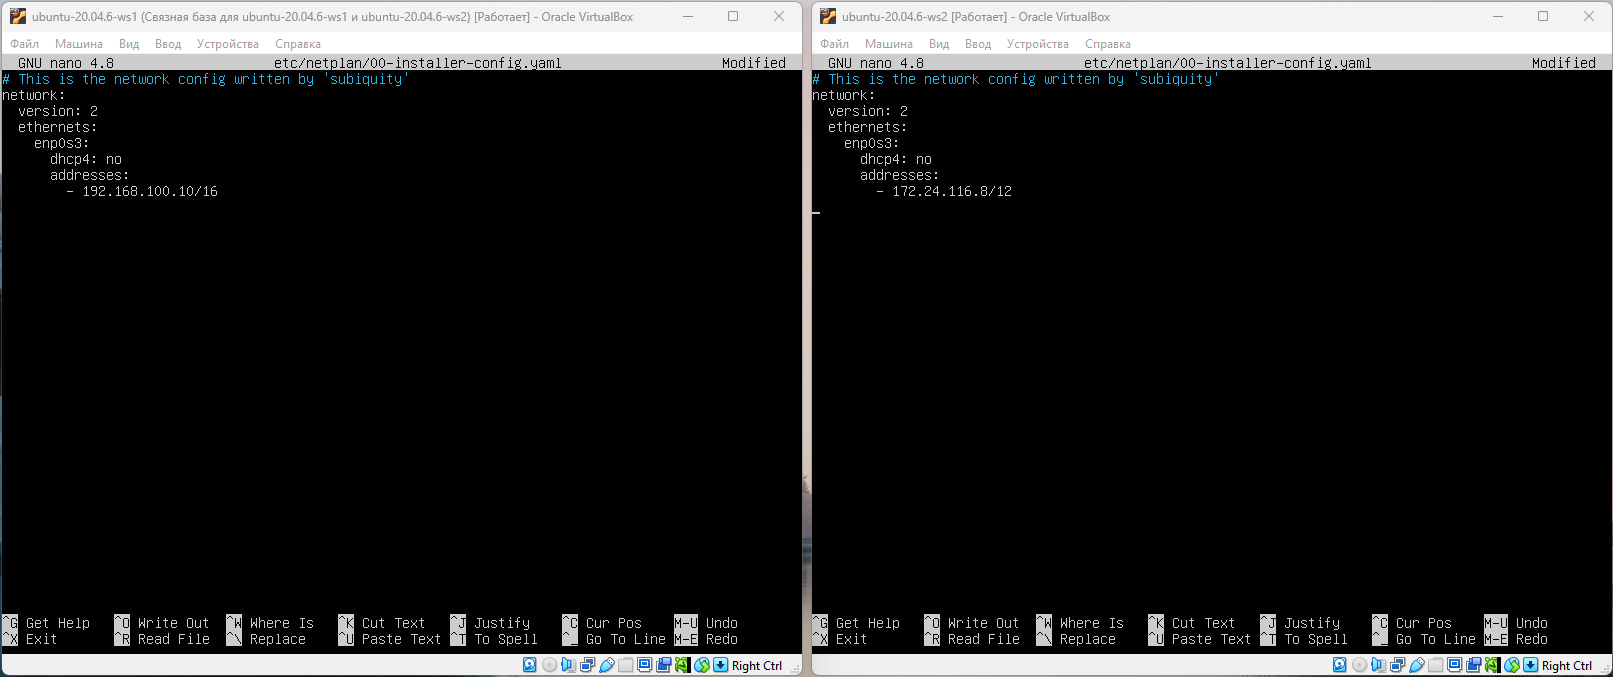 ubuntu-20.04.6-ws1 (Связная база для ubuntu-20.04.6-ws1 и ubuntu-20.04.6-ws2) [Работает] - Oracle VirtualBox
Файл Машина Вид Ввод Устройства Справка
GNU nano 4.8 etc/netplan/00-installer-config.yaml Modified
# This is the network config written by 'subiquity'
network:
  version: 2
  ethernets:
    enp0s3:
      dhcp4: no
      addresses:
        - 192.168.100.10/16
^G Get Help ^O Write Out ^W Where Is ^K Cut Text ^J Justify ^C Cur Pos M-U Undo
^X Exit ^R Read File ^\ Replace ^U Paste Text ^T To Spell ^_ Go To Line M-E Redo
Right Ctrl
ubuntu-20.04.6-ws2 [Работает] - Oracle VirtualBox
Файл Машина Вид Ввод Устройства Справка
GNU nano 4.8 etc/netplan/00-installer-config.yaml Modified
# This is the network config written by 'subiquity'
network:
  version: 2
  ethernets:
    enp0s3:
      dhcp4: no
      addresses:
        - 172.24.116.8/12
^G Get Help ^O Write Out ^W Where Is ^K Cut Text ^J Justify ^C Cur Pos M-U Undo
^X Exit ^R Read File ^\ Replace ^U Paste Text ^T To Spell ^_ Go To Line M-E Redo
Right Ctrl